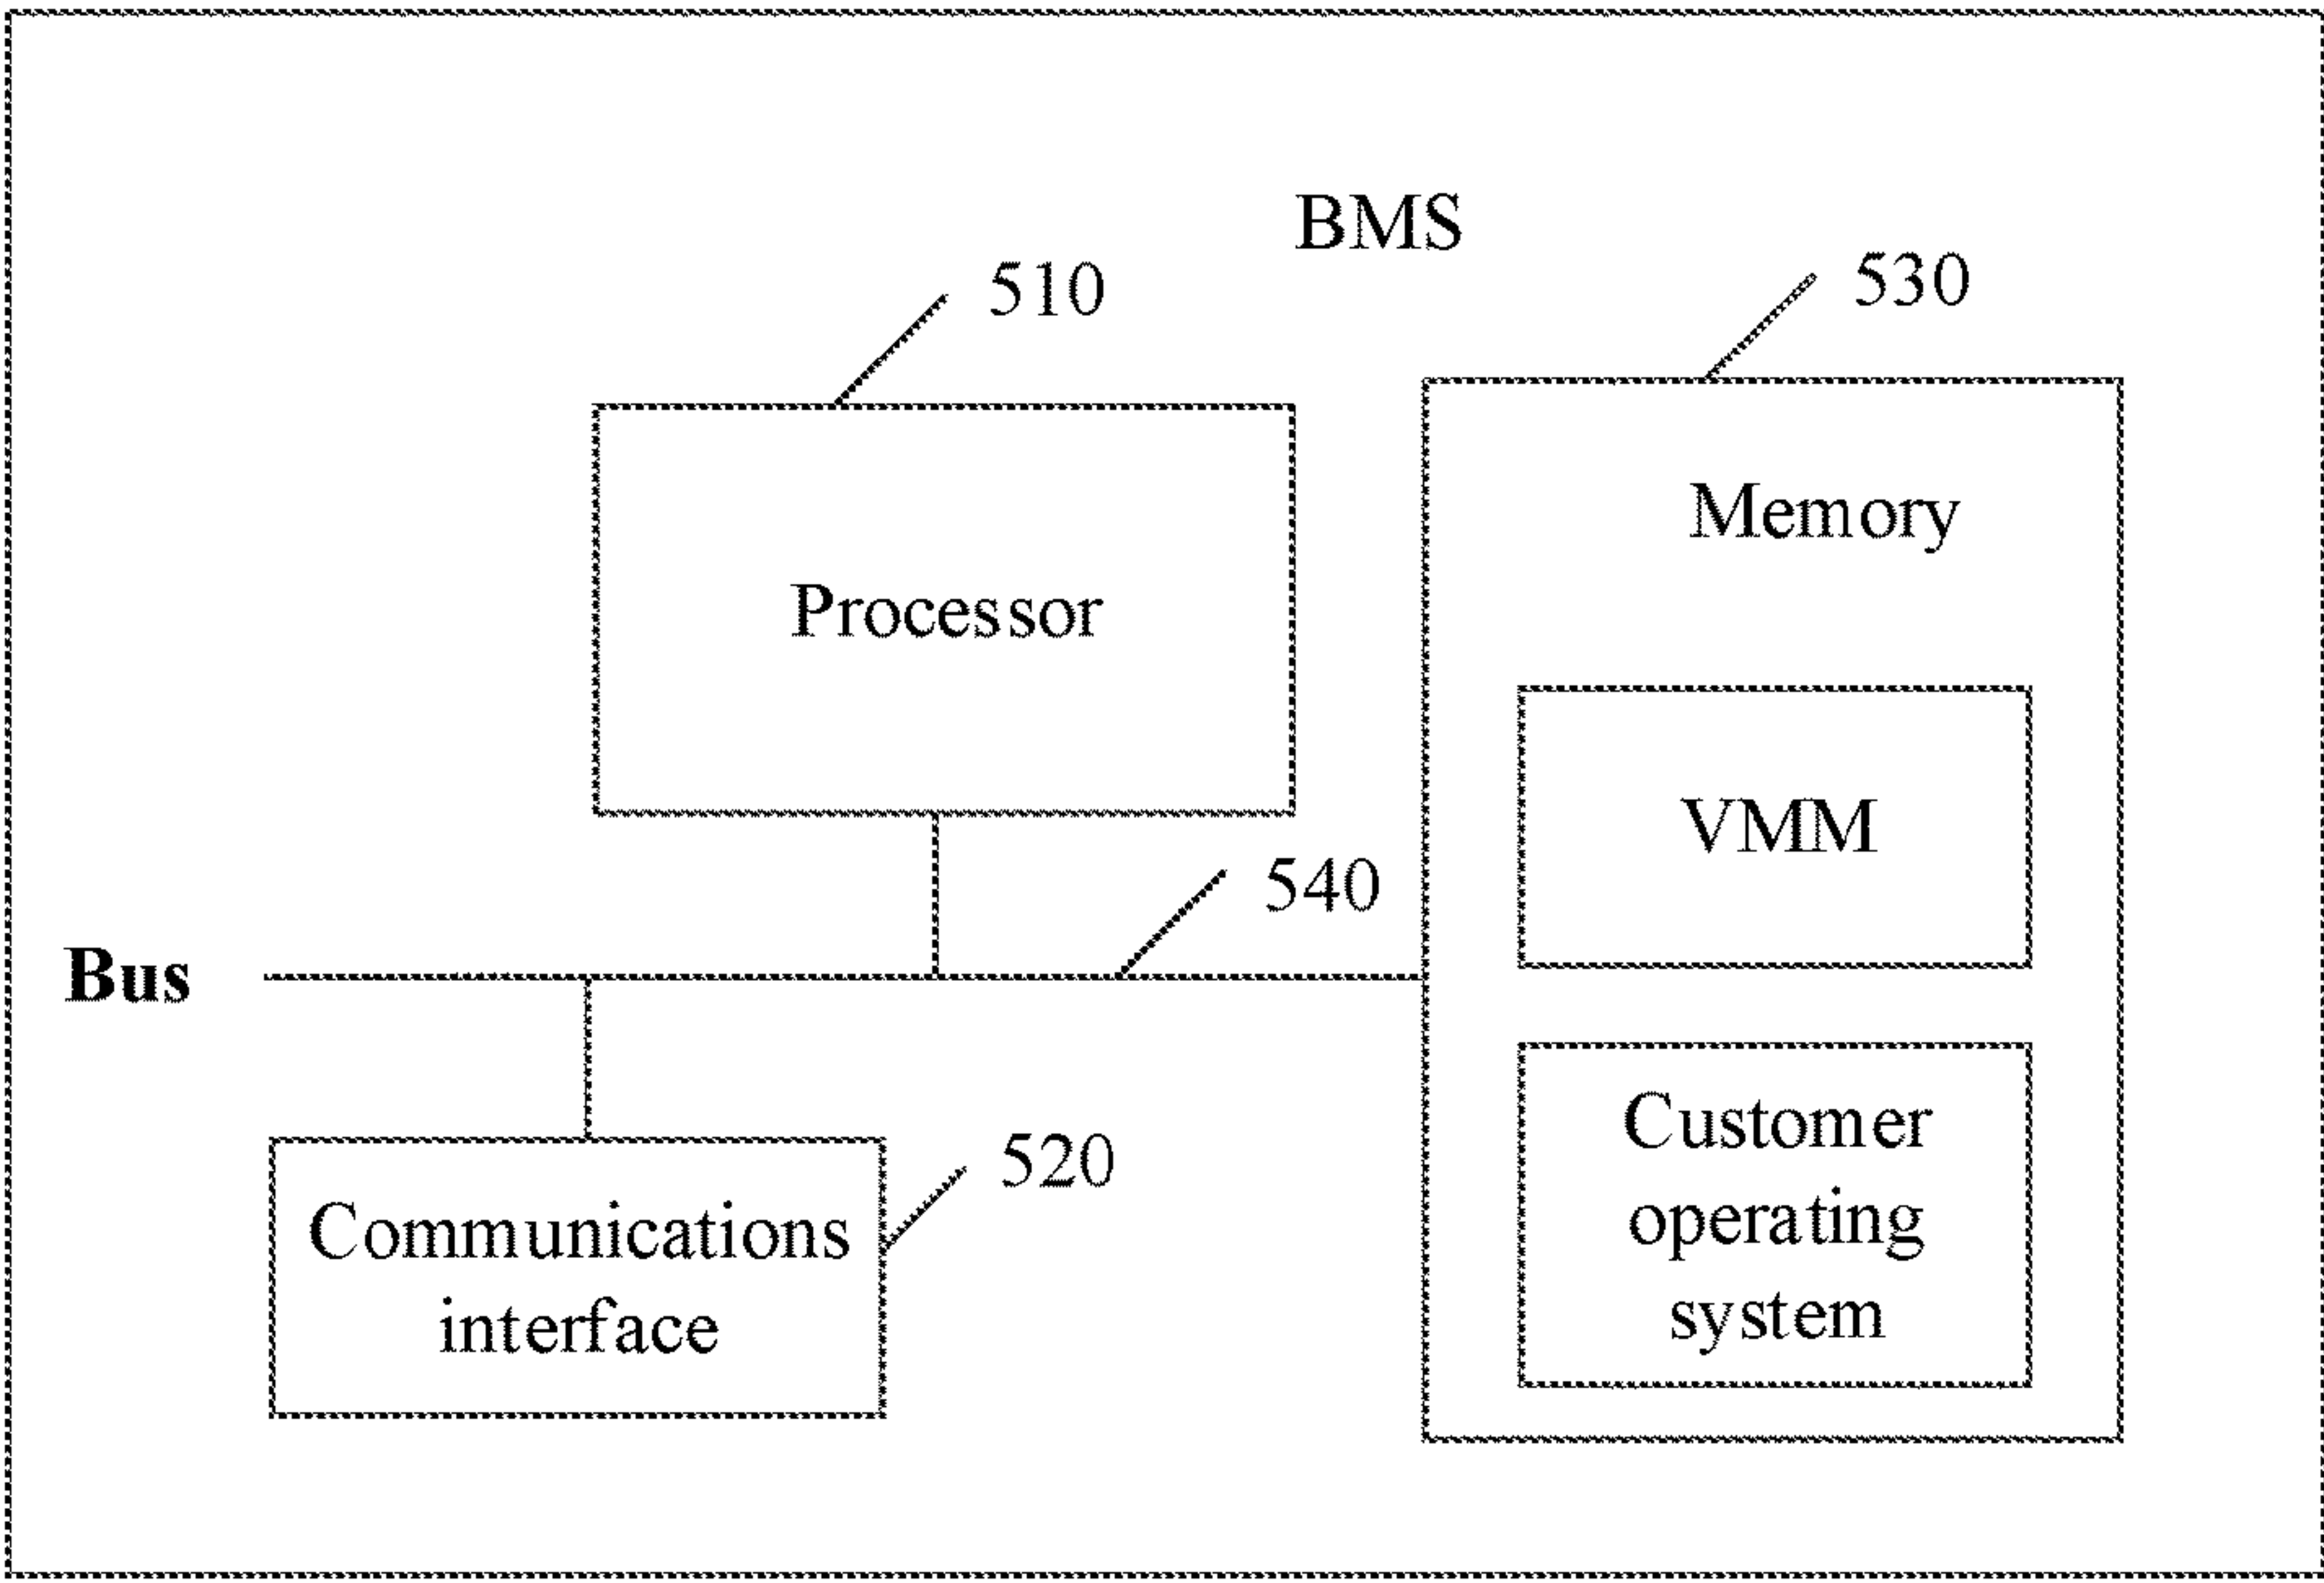 BMS
510
530
Processor
Memory
VMM
540
Bus
Communications
interface
520
Customer
operating
system